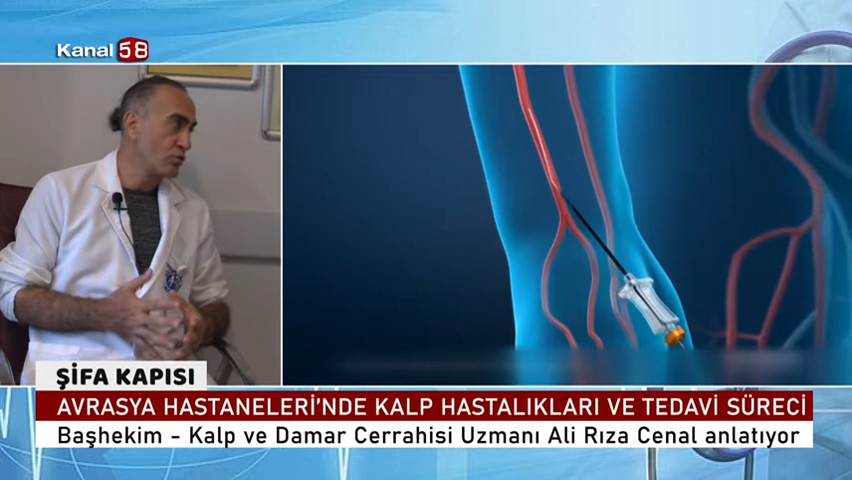 Kanal 58
ŞİFA KAPISI
AVRASYA HASTANELERİ’NDE KALP HASTALIKLARI VE TEDAVİ SÜRECİ
Başhekim - Kalp ve Damar Cerrahisi Uzmanı Ali Rıza Cenal anlatıyor